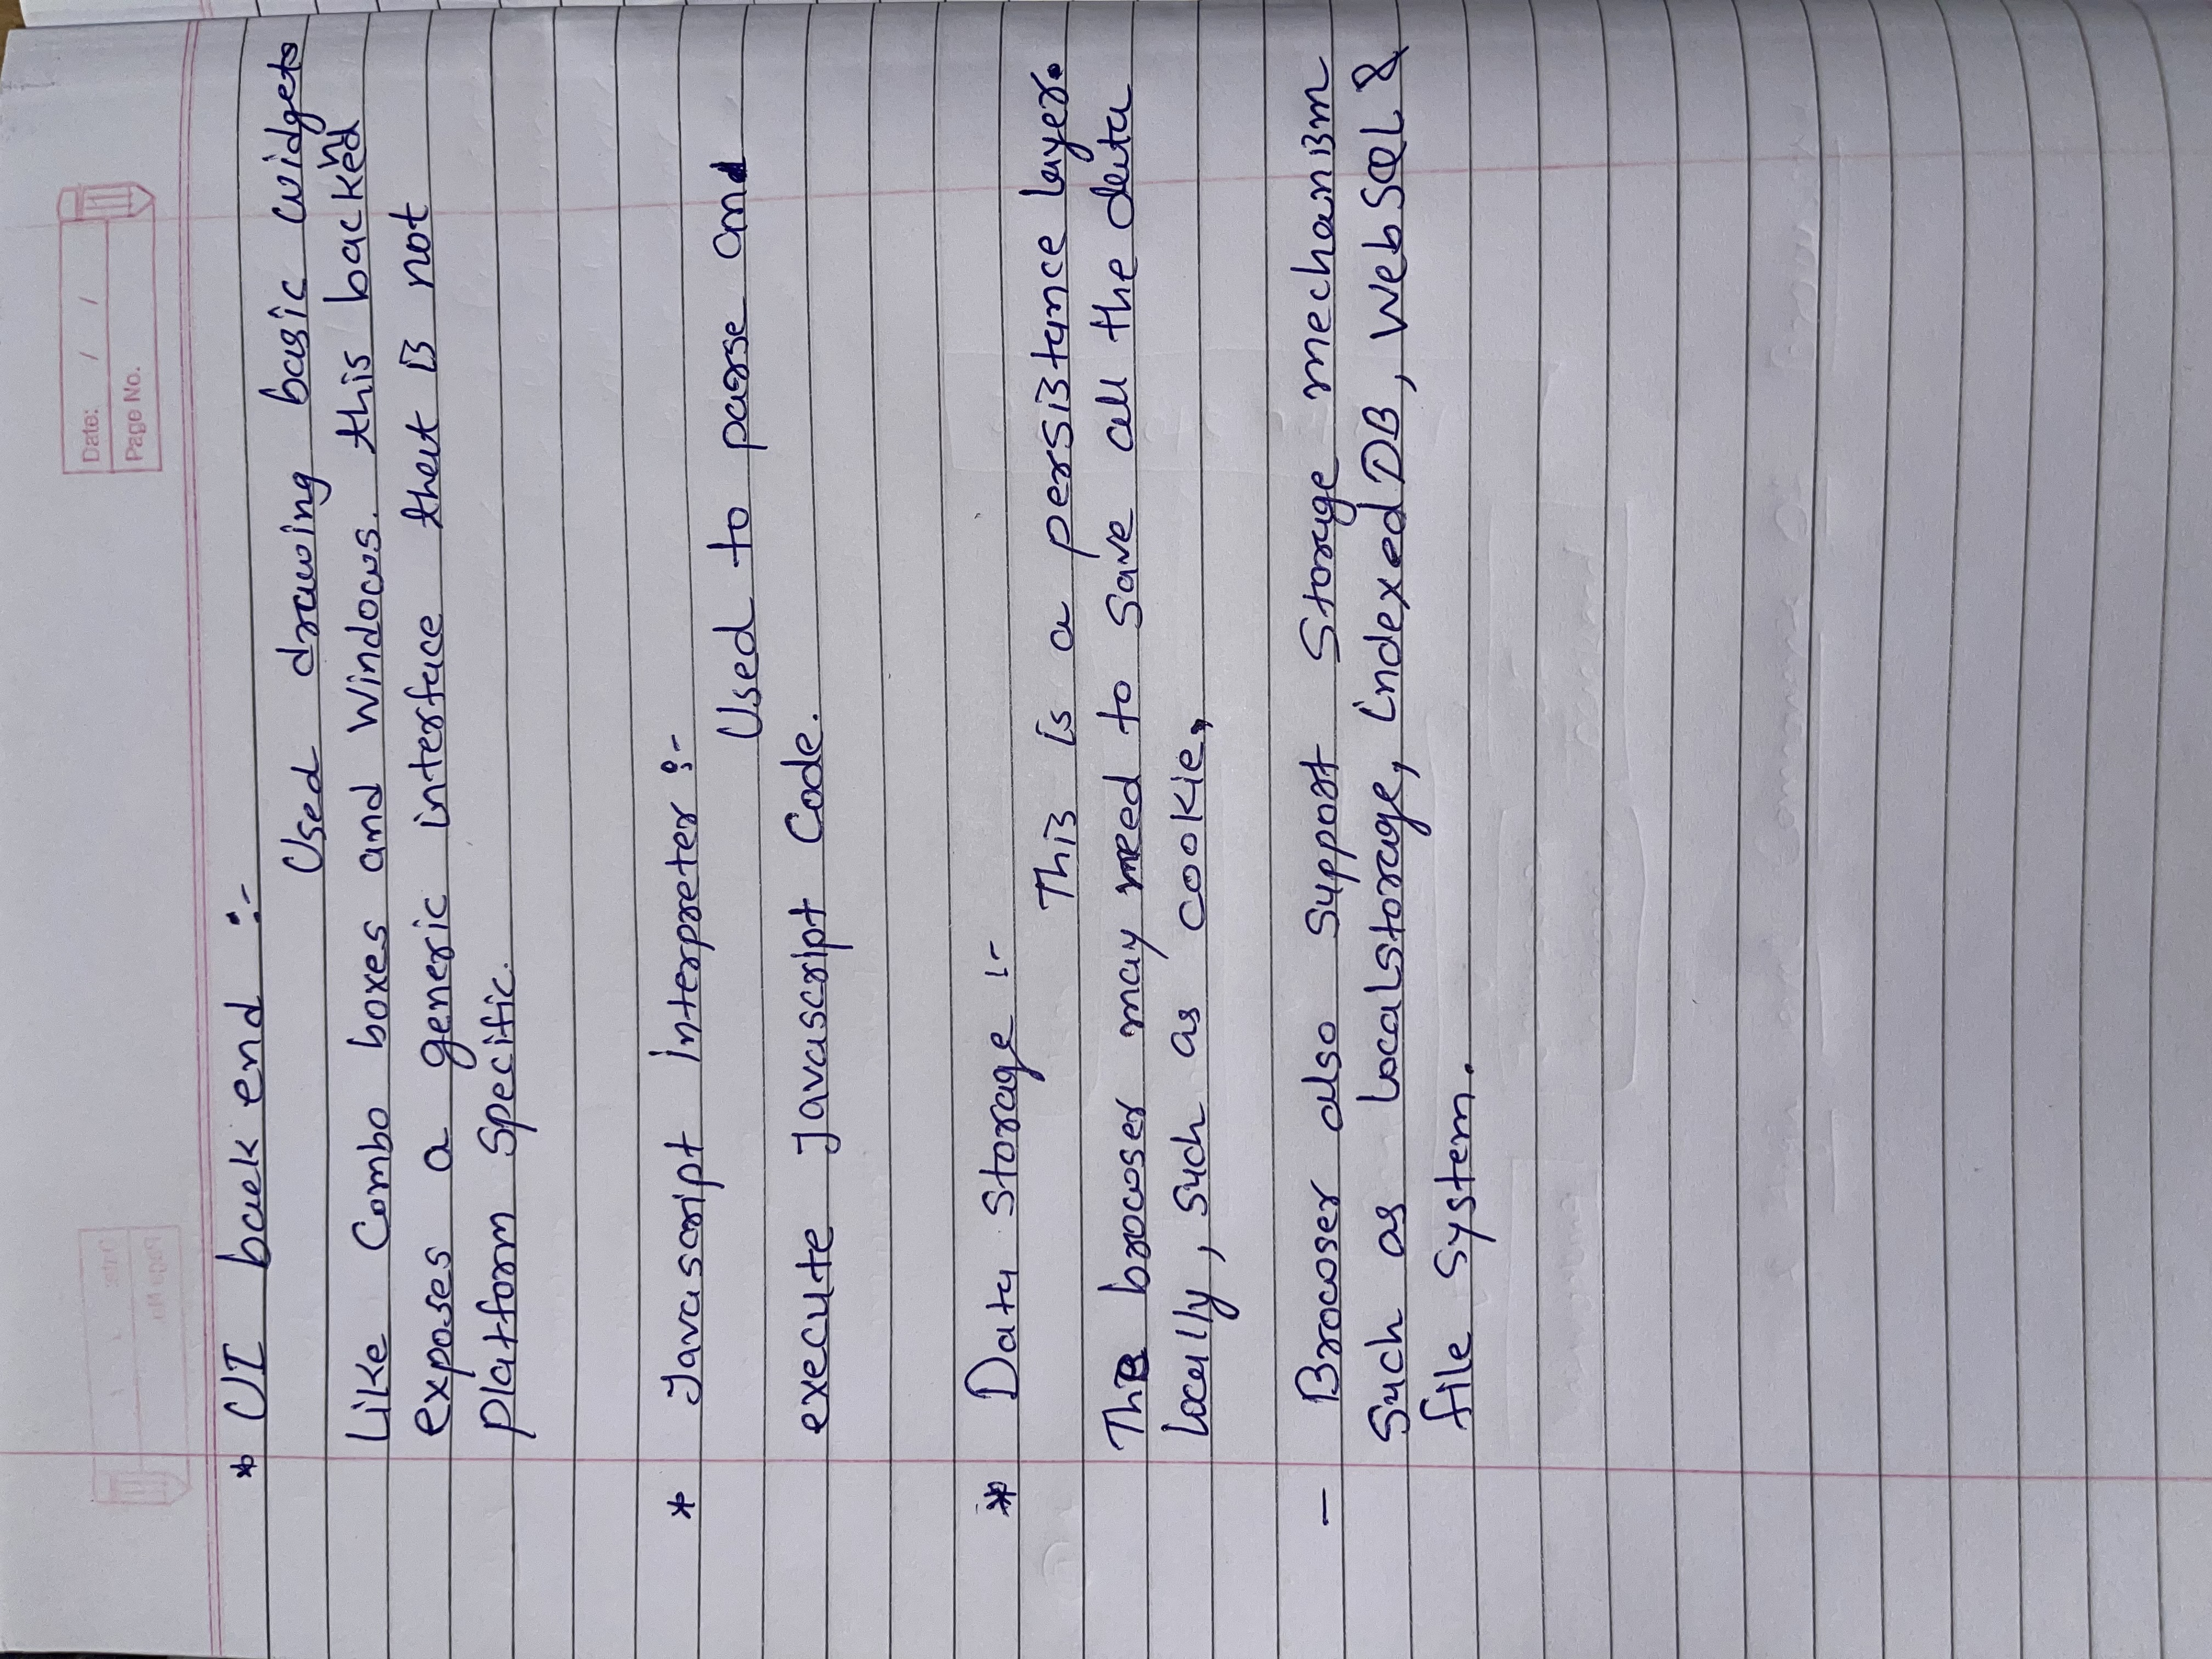 Date: / /
Page No.
* UI back end :-
Used drawing basic widgets
Like Combo boxes and Windows. this backend
exposes a generic interface that is not
Platform Specific.
* Javascript Interpreter :-
Used to parse and
execute Javascript Code.
* Data Storage :-
This is a persistance layer.
The browser may need to save all the data
locally, such as cookie,
- Browser also support Storage mechanism
Such as localstorage, indexedDB, WebSQL &
file System.